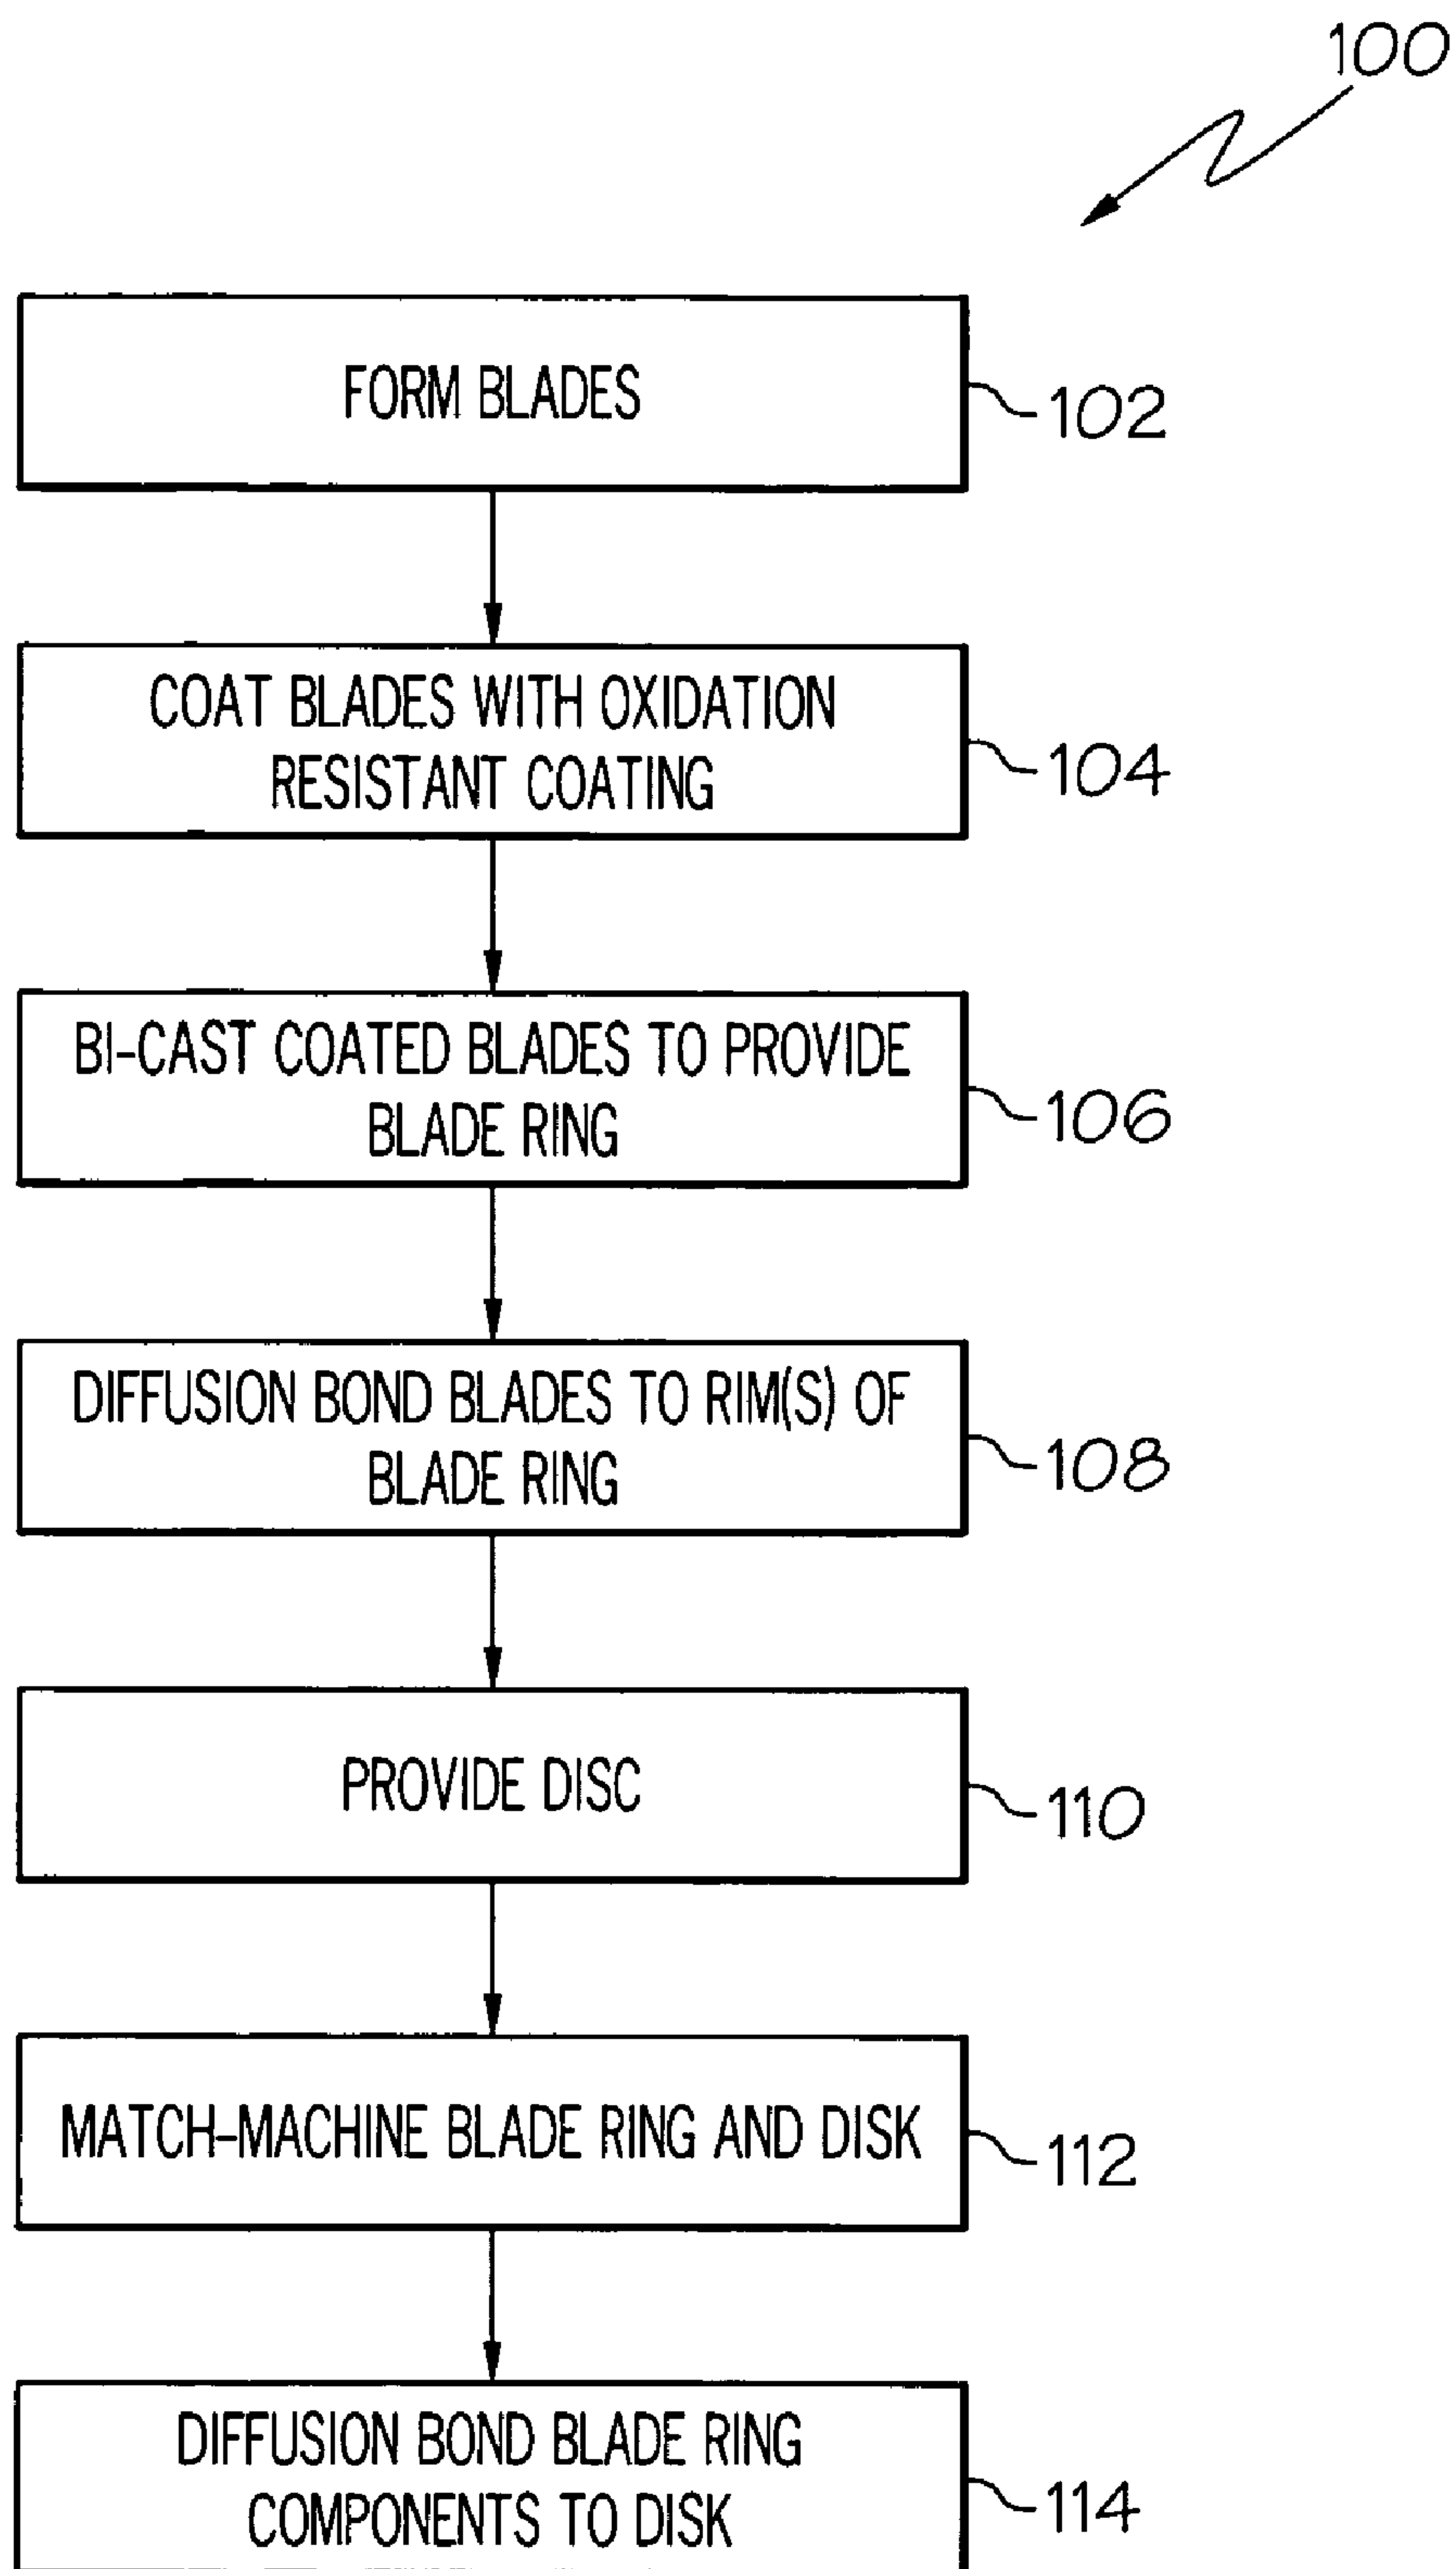 100
FORM BLADES
102
COAT BLADES WITH OXIDATION
RESISTANT COATING
104
BI-CAST COATED BLADES TO PROVIDE
BLADE RING
106
DIFFUSION BOND BLADES TO RIM(S) OF
BLADE RING
108
PROVIDE DISC
110
MATCH-MACHINE BLADE RING AND DISK
112
DIFFUSION BOND BLADE RING
COMPONENTS TO DISK
114